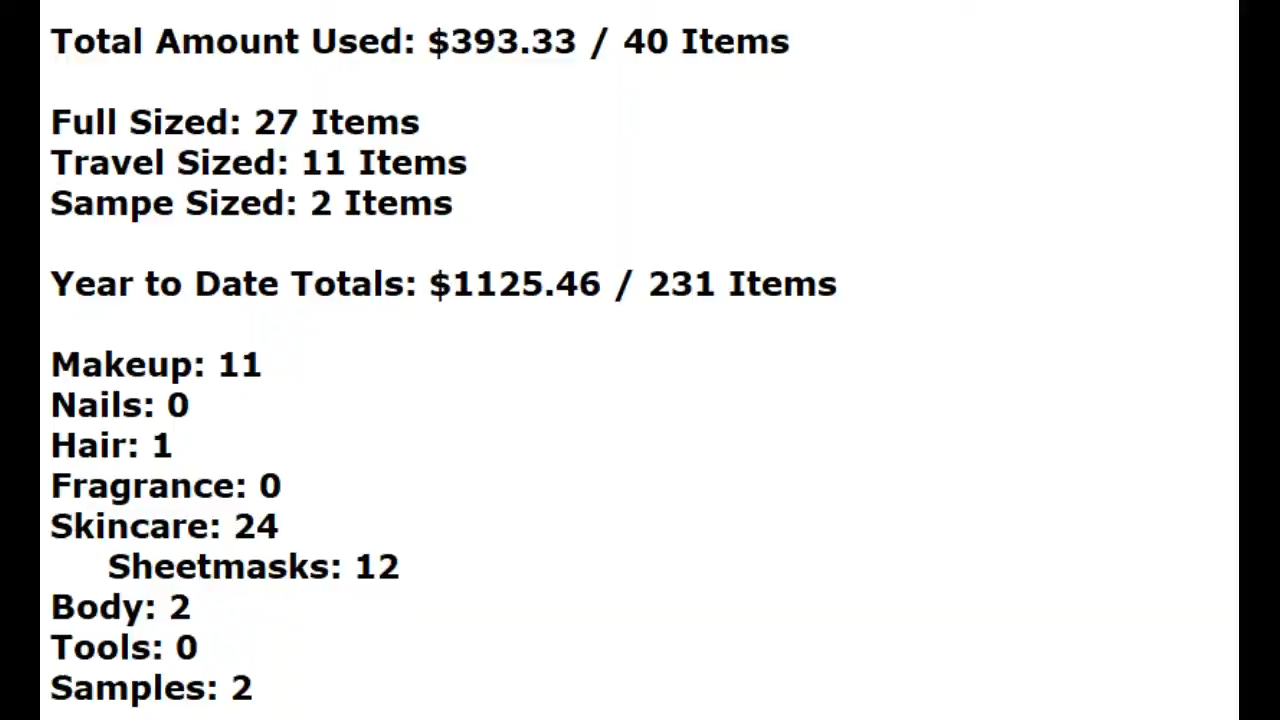 Total Amount Used: $393.33 / 40 Items
Full Sized: 27 Items
Travel Sized: 11 Items
Sampe Sized: 2 Items
Year to Date Totals: $1125.46 / 231 Items
Makeup: 11
Nails: 0
Hair: 1
Fragrance: 0
Skincare: 24
Sheetmasks: 12
Body: 2
Tools: 0
Samples: 2